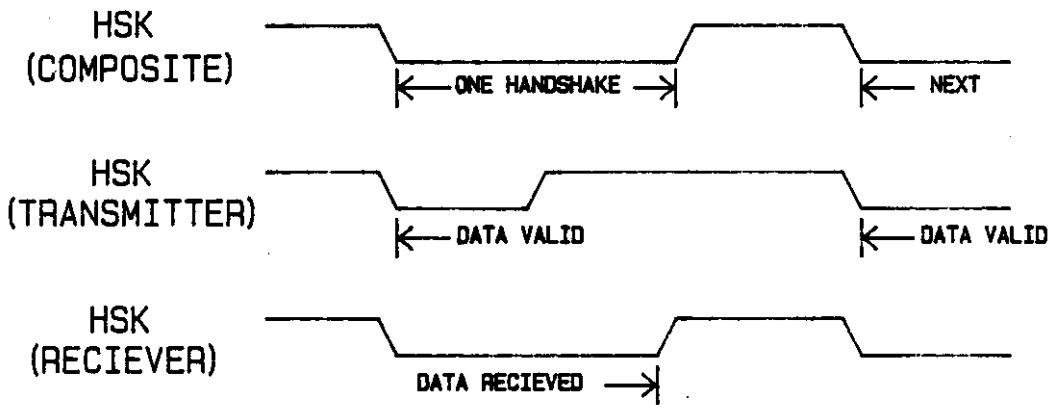 HSK
(COMPOSITE)
ONE HANDSHAKE
NEXT
HSK
(TRANSMITTER)
DATA VALID
DATA VALID
HSK
(RECIEVER)
DATA RECIEVED